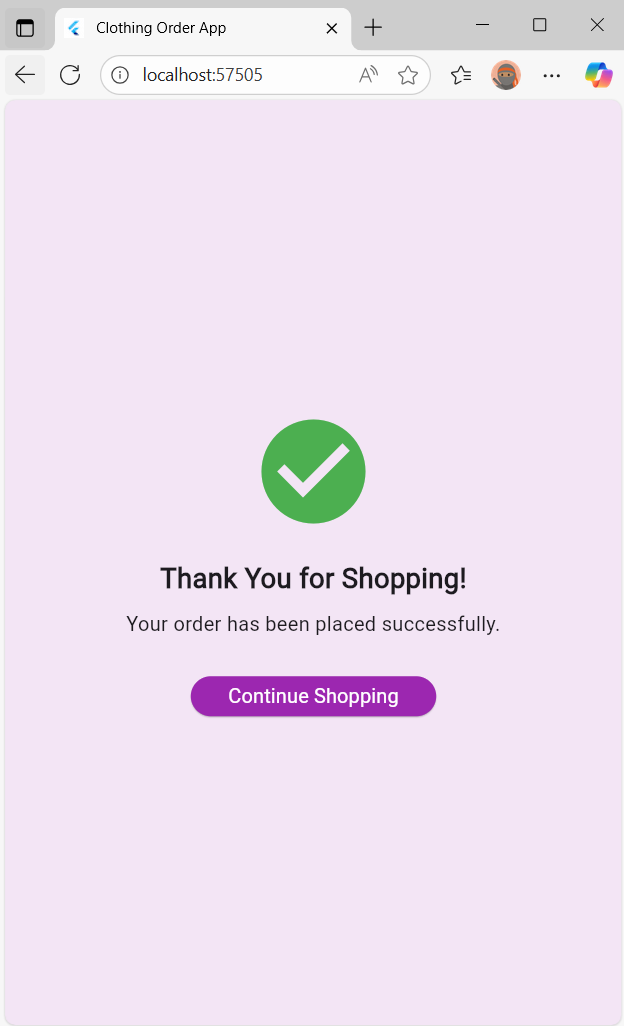 Clothing Order App
localhost:57505
Thank You for Shopping!
Your order has been placed successfully.
Continue Shopping